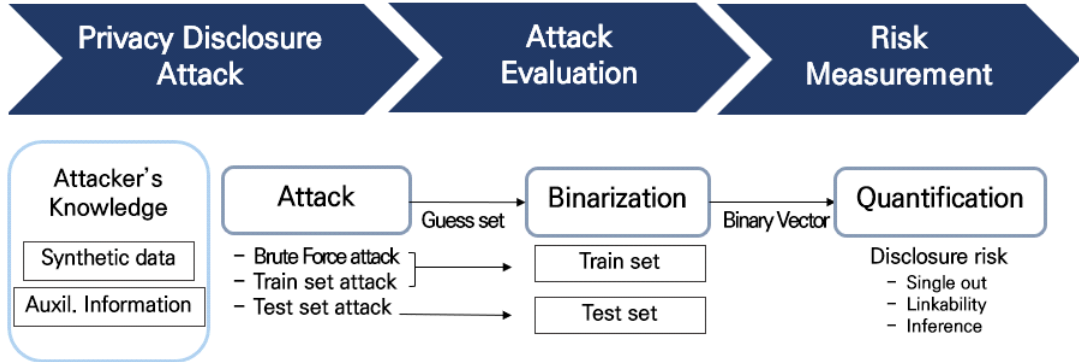 Privacy Disclosure
Attack
Attack
Evaluation
Risk
Measurement
Attacker's
Knowledge
Synthetic data
Auxil. Information
Attack
Guess set
Binarization
Binary Vector
Quantification
– Brute Force attack
– Train set attack
– Test set attack
Train set
Test set
Disclosure risk
– Single out
– Linkability
– Inference